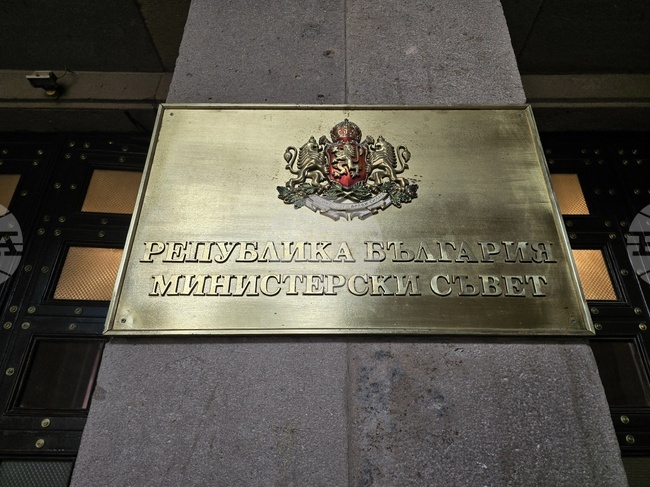 РЕПУБЛИКА БЪЛГАРИЯ
МИНИСТЕРСКИ СЪВЕТ